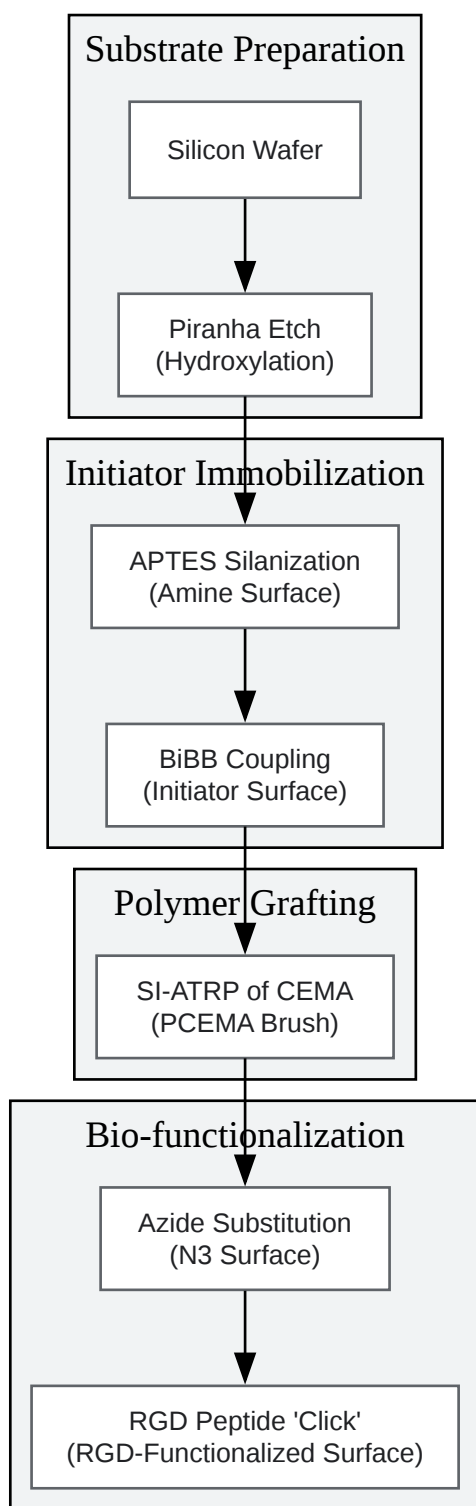 Substrate Preparation
Silicon Wafer
Piranha Etch
(Hydroxylation)
Initiator Immobilization
APTES Silanization
(Amine Surface)
BiBB Coupling
(Initiator Surface)
Polymer Grafting
SI-ATRP of CEMA
(PCEMA Brush)
Bio-functionalization
Azide Substitution
(N3 Surface)
RGD Peptide 'Click'
(RGD-Functionalized Surface)